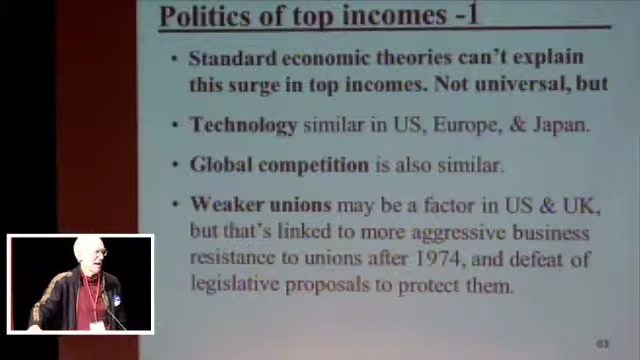 Politics of top incomes -1
• Standard economic theories can't explain
this surge in top incomes. Not universal, but
• Technology similar in US, Europe, & Japan.
• Global competition is also similar.
• Weaker unions may be a factor in US & UK,
but that's linked to more aggressive business
resistance to unions after 1974, and defeat of
legislative proposals to protect them.
63